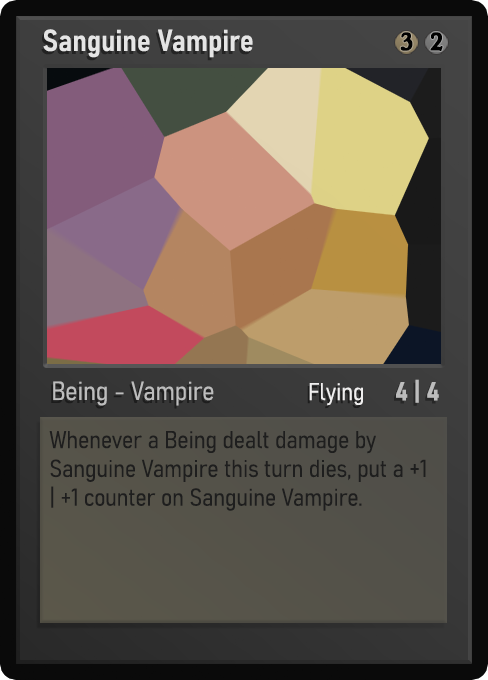 Sanguine Vampire 3 2
Being - Vampire Flying 4 | 4
Whenever a Being dealt damage by
Sanguine Vampire this turn dies, put a +1
| +1 counter on Sanguine Vampire.